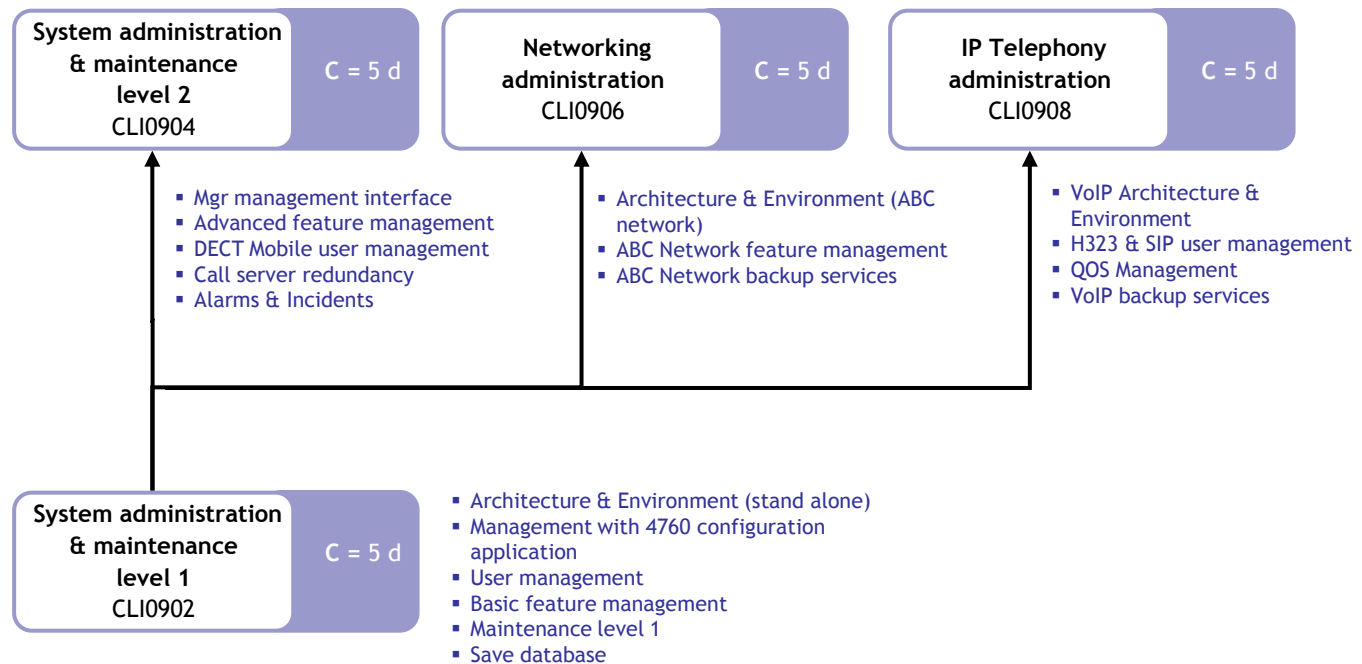 System administration
& maintenance
level 2
CLI0904
C = 5 d
Networking
administration
CLI0906
C = 5 d
IP Telephony
administration
CLI0908
C = 5 d
▪ Mgr management interface
▪ Advanced feature management
▪ DECT Mobile user management
▪ Call server redundancy
▪ Alarms & Incidents
▪ Architecture & Environment (ABC
network)
▪ ABC Network feature management
▪ ABC Network backup services
▪ VoIP Architecture &
Environment
▪ H323 & SIP user management
▪ QOS Management
▪ VoIP backup services
System administration
& maintenance
level 1
CLI0902
C = 5 d
▪ Architecture & Environment (stand alone)
▪ Management with 4760 configuration
application
▪ User management
▪ Basic feature management
▪ Maintenance level 1
▪ Save database